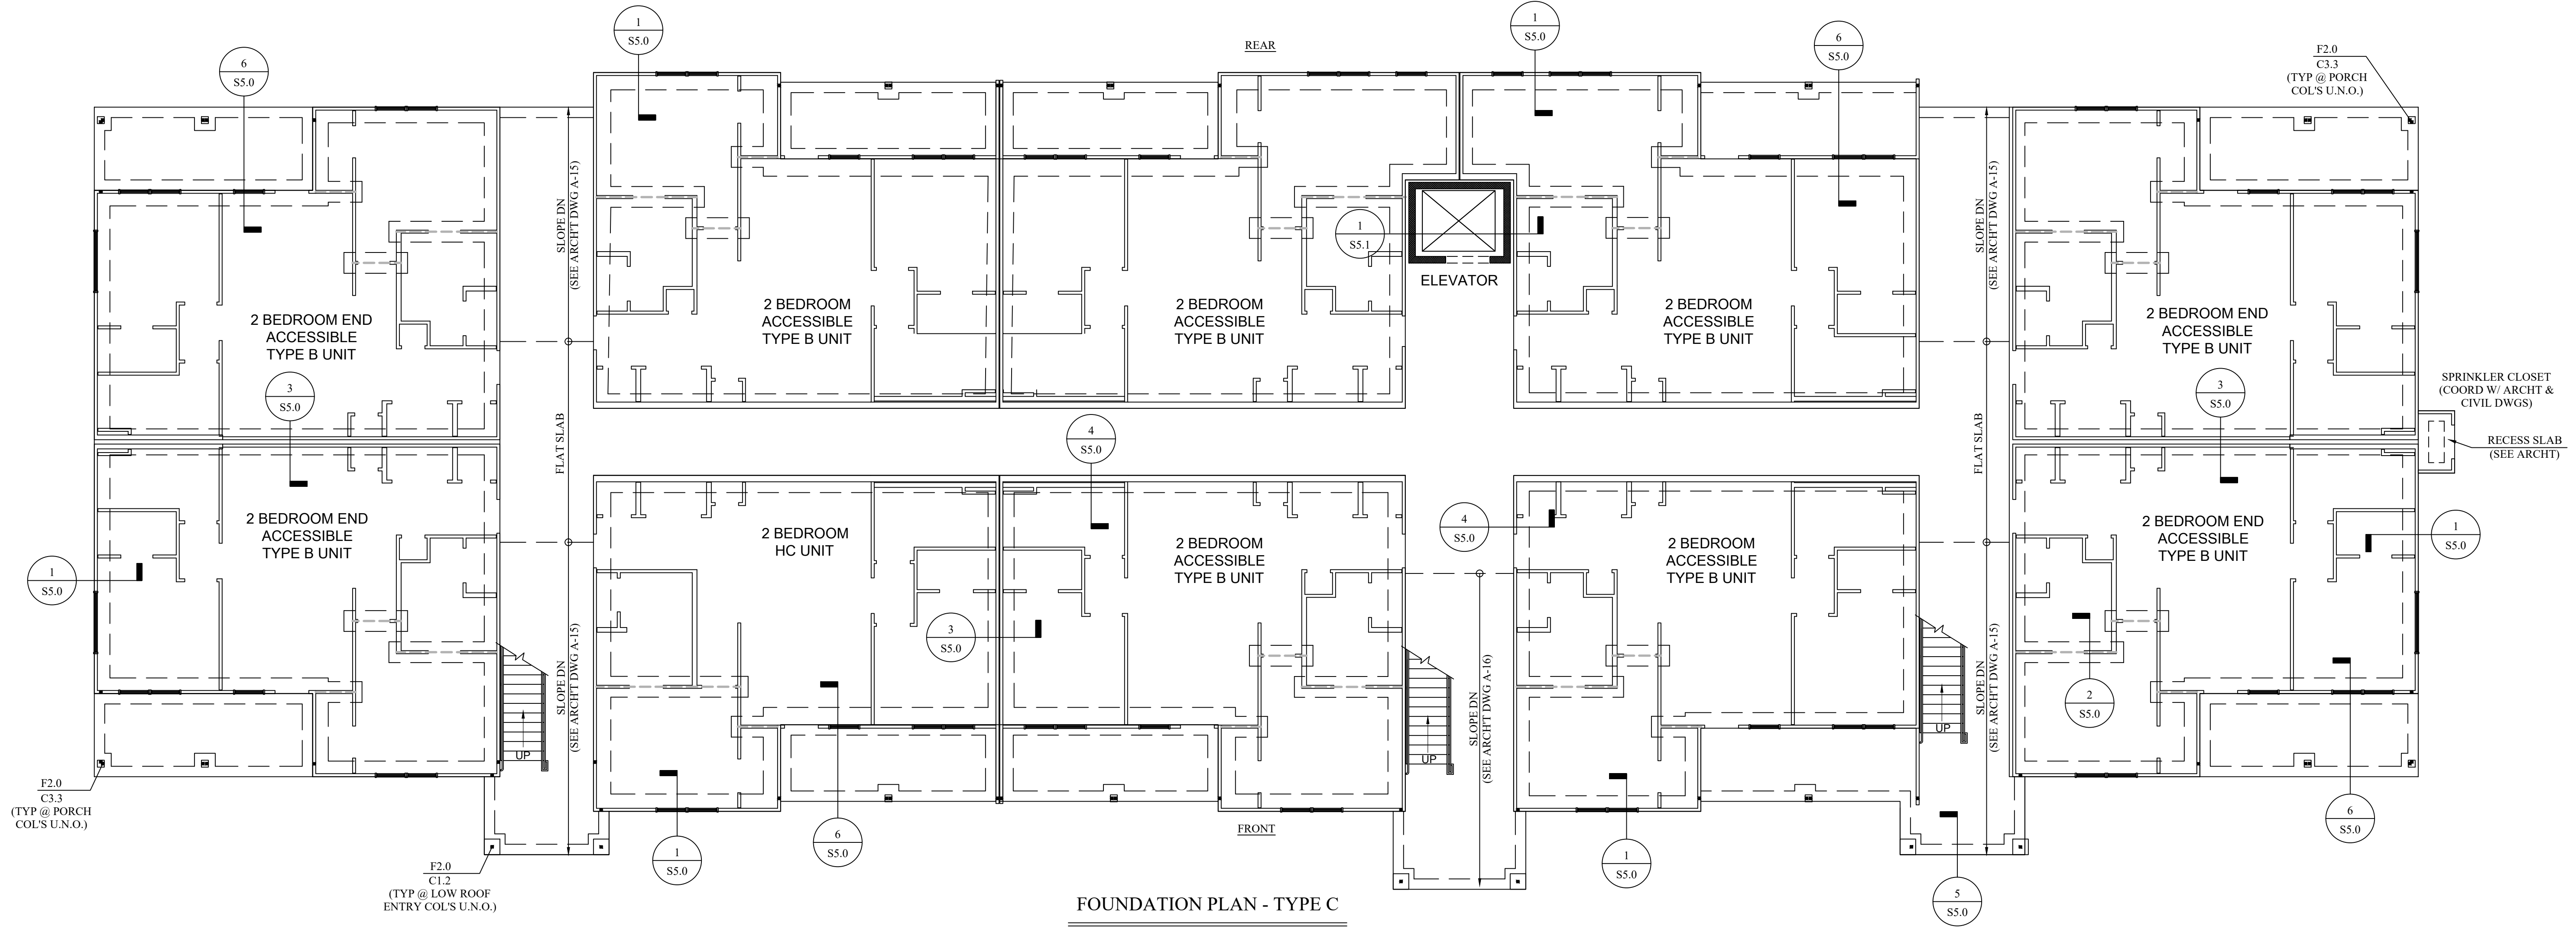 1
S5.0
1
S5.0
REAR
6
S5.0
6
S5.0
F2.0
C3.3
(TYP @ PORCH
COL'S U.N.O.)
SLOPE DN
(SEE ARCH'T DWG A-15)
SLOPE DN
(SEE ARCH'T DWG A-15)
1
S5.1
ELEVATOR
2 BEDROOM END
ACCESSIBLE
TYPE B UNIT
2 BEDROOM
ACCESSIBLE
TYPE B UNIT
2 BEDROOM
ACCESSIBLE
TYPE B UNIT
2 BEDROOM
ACCESSIBLE
TYPE B UNIT
2 BEDROOM END
ACCESSIBLE
TYPE B UNIT
3
S5.0
3
S5.0
SPRINKLER CLOSET
(COORD W/ ARCHT &
CIVIL DWGS)
FLAT SLAB
4
S5.0
FLAT SLAB
RECESS SLAB
(SEE ARCHT)
2 BEDROOM END
ACCESSIBLE
TYPE B UNIT
2 BEDROOM
HC UNIT
2 BEDROOM
ACCESSIBLE
TYPE B UNIT
4
S5.0
2 BEDROOM
ACCESSIBLE
TYPE B UNIT
2 BEDROOM END
ACCESSIBLE
TYPE B UNIT
1
S5.0
1
S5.0
3
S5.0
SLOPE DN
(SEE ARCH'T DWG A-15)
SLOPE DN
(SEE ARCH'T DWG A-16)
SLOPE DN
(SEE ARCH'T DWG A-15)
2
S5.0
UP
UP
UP
F2.0
C3.3
(TYP @ PORCH
COL'S U.N.O.)
6
S5.0
FRONT
6
S5.0
1
S5.0
1
S5.0
F2.0
C1.2
(TYP @ LOW ROOF
ENTRY COL'S U.N.O.)
5
S5.0
FOUNDATION PLAN - TYPE C